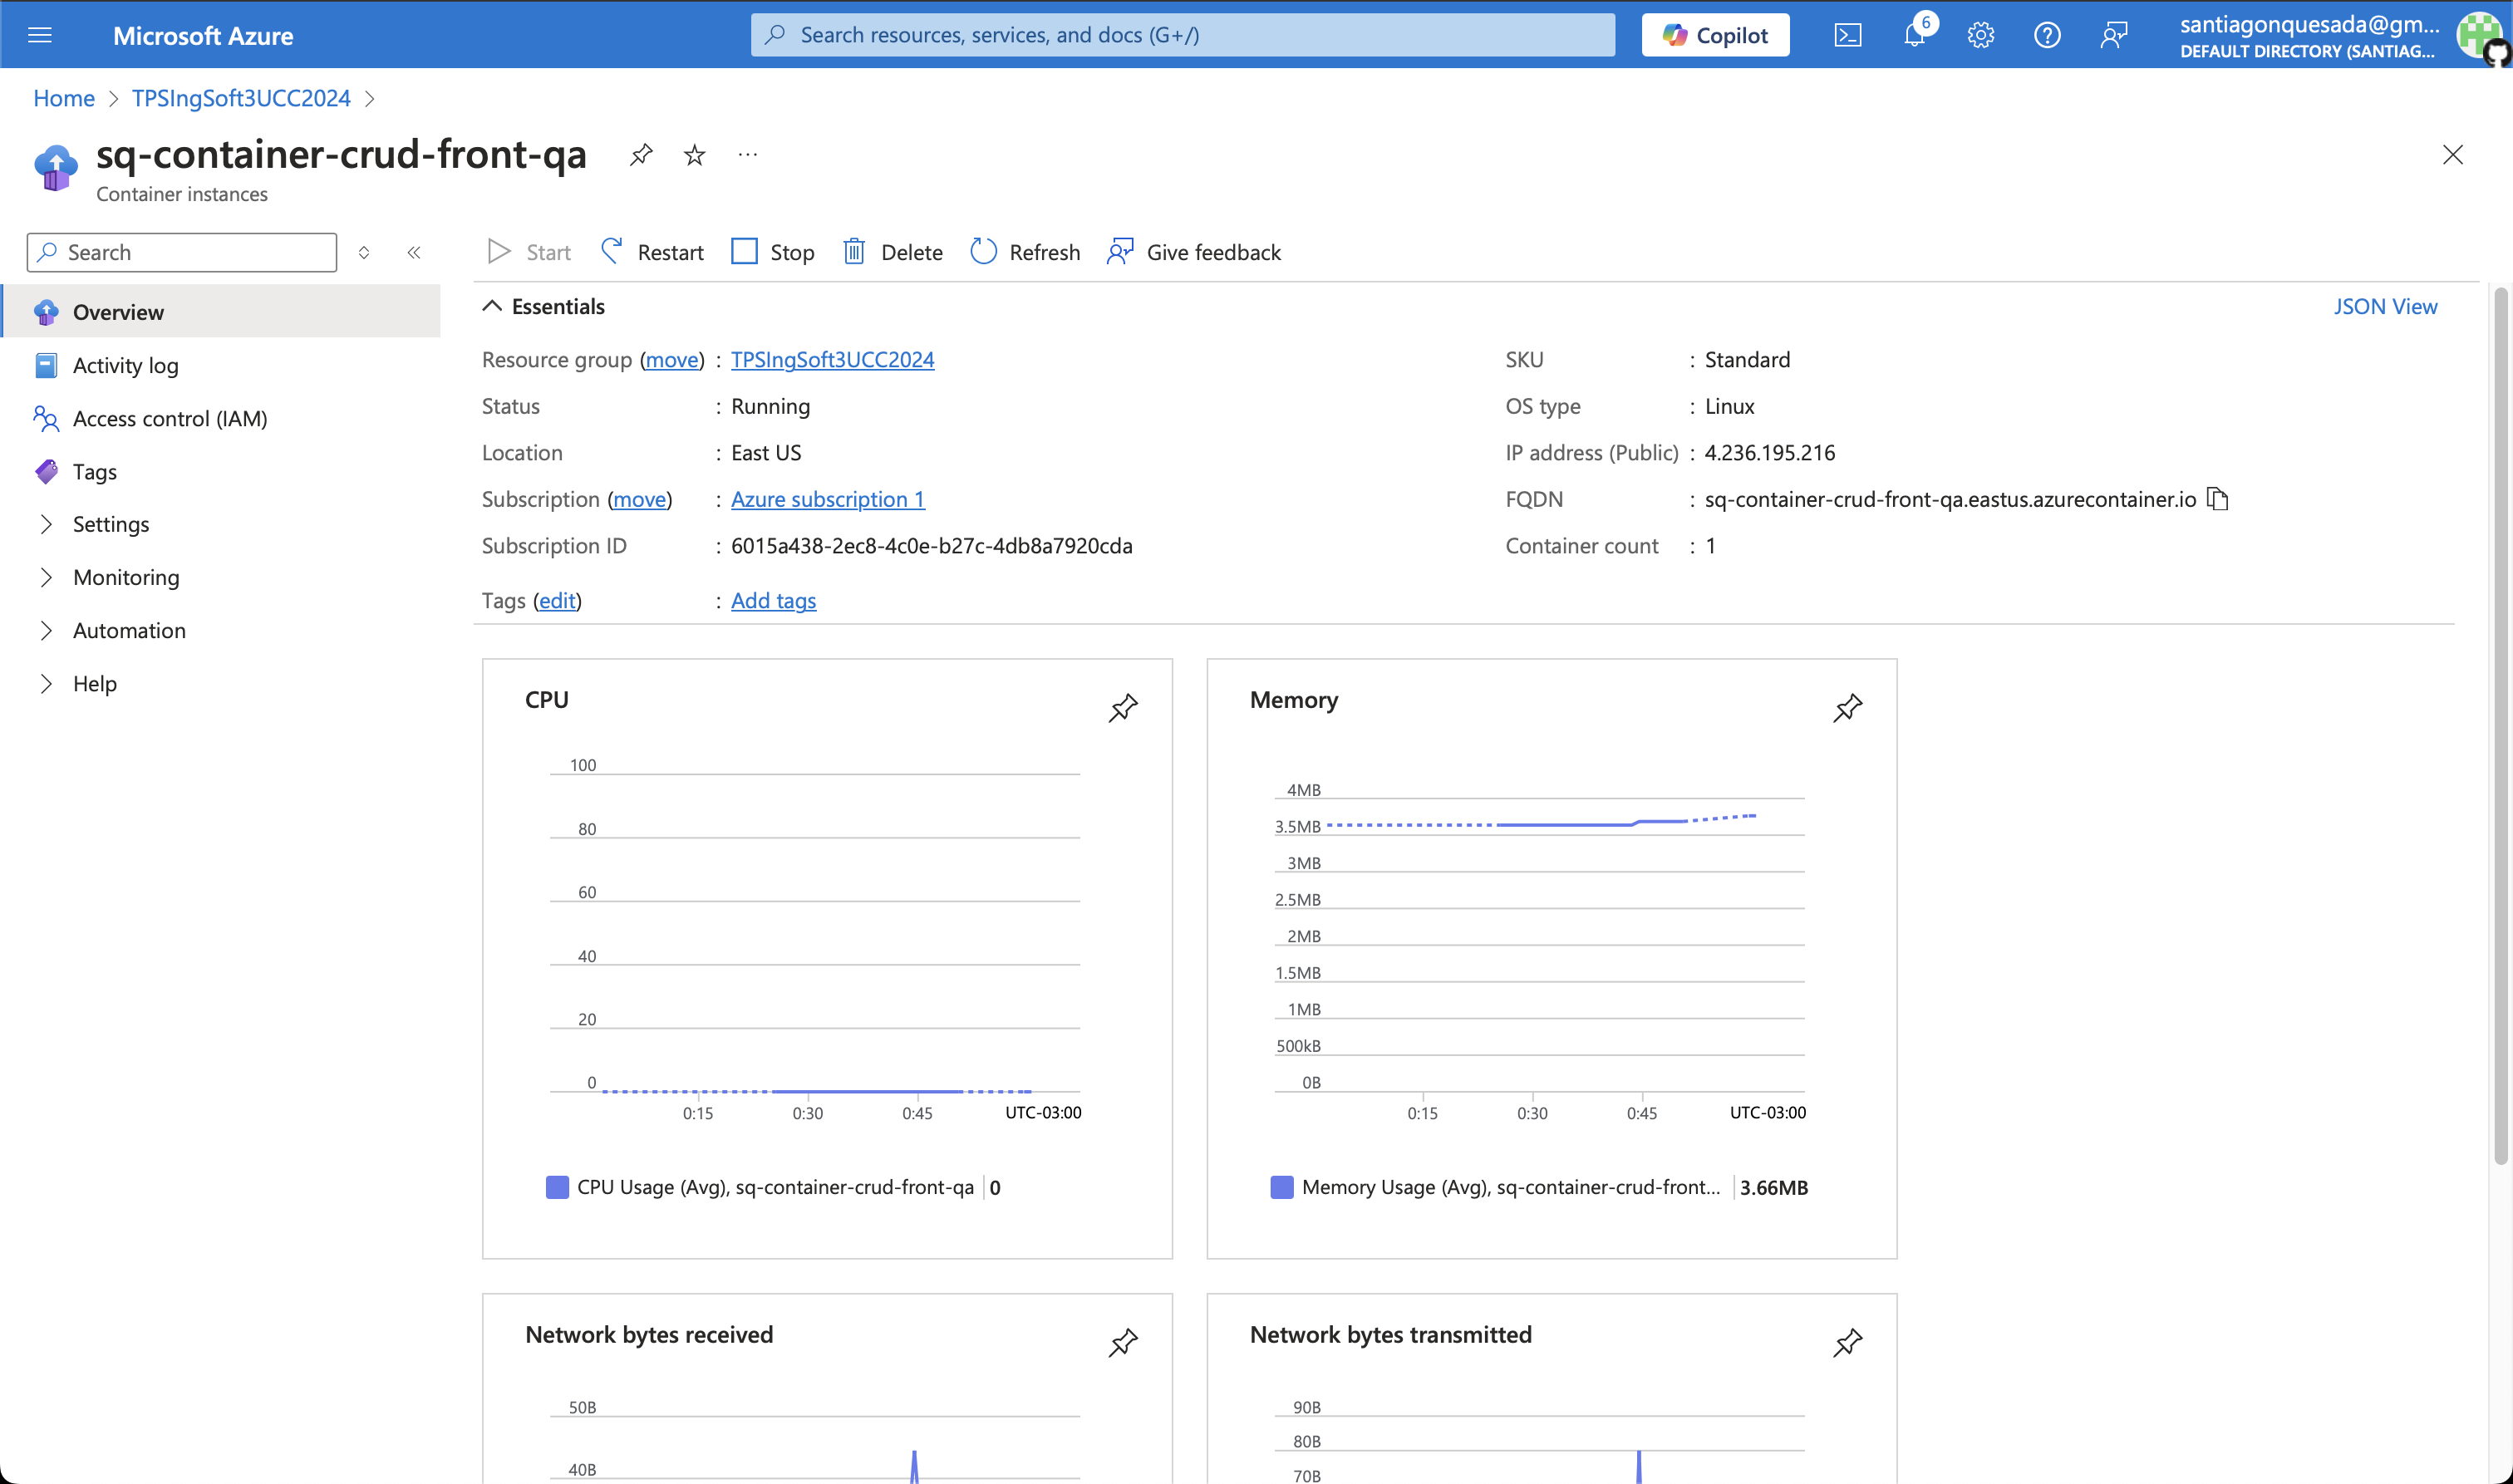 Microsoft Azure
Search resources, services, and docs (G+/)
Copilot
6
santiagonquesada@gm...
DEFAULT DIRECTORY (SANTIAG...
Home > TPSIngSoft3UCC2024 >
sq-container-crud-front-qa
Container instances
Search
Start Restart Stop Delete Refresh Give feedback
Overview
Activity log
Access control (IAM)
Tags
Settings
Monitoring
Automation
Help
Essentials
JSON View
Resource group (move) : TPSIngSoft3UCC2024
Status : Running
Location : East US
Subscription (move) : Azure subscription 1
Subscription ID : 6015a438-2ec8-4c0e-b27c-4db8a7920cda
Tags (edit) : Add tags
SKU : Standard
OS type : Linux
IP address (Public) : 4.236.195.216
FQDN : sq-container-crud-front-qa.eastus.azurecontainer.io
Container count : 1
CPU
100
80
60
40
20
0
0:15 0:30 0:45 UTC-03:00
CPU Usage (Avg), sq-container-crud-front-qa 0
Memory
4MB
3.5MB
3MB
2.5MB
2MB
1.5MB
1MB
500kB
0B
0:15 0:30 0:45 UTC-03:00
Memory Usage (Avg), sq-container-crud-front... 3.66MB
Network bytes received
50B
40B
Network bytes transmitted
90B
80B
70B